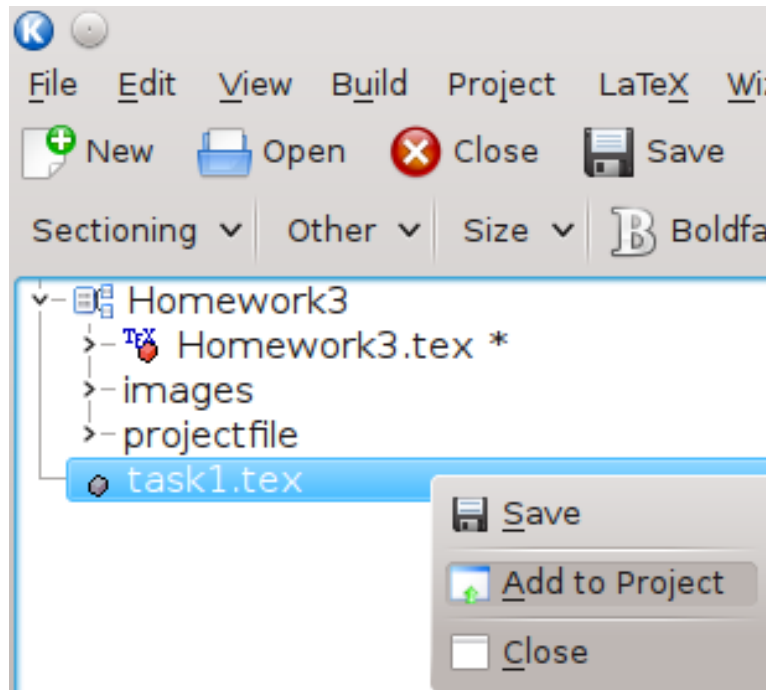 File Edit View Build Project LaTeX Wi
New Open Close Save
Sectioning Other Size B Boldfa
Homework3
TEX Homework3.tex *
images
projectfile
task1.tex
Save
Add to Project
Close